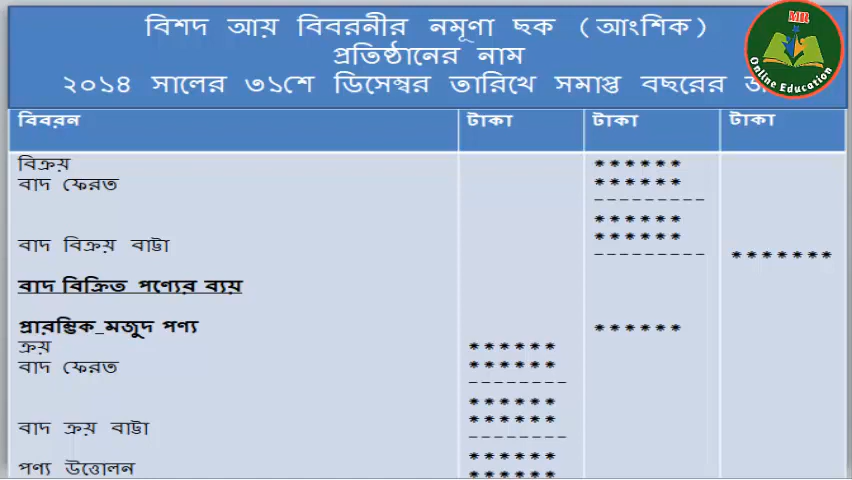 বিশদ আয় বিবরনীর নমূণা ছক (আংশিক)
প্রতিষ্ঠানের নাম
২০১৪ সালের ৩১শে ডিসেম্বর তারিখে সমাপ্ত বছরের
Online Education
বিবরন টাকা টাকা টাকা
বিক্রয় ******
বাদ ফেরত ******
---------
******
বাদ বিক্রয় বাট্টা ******
--------- *******
বাদ বিক্রিত পণ্যের ব্যয়
প্রারম্ভিক_মজুদ পণ্য ******
ক্রয় ******
বাদ ফেরত ******
--------
******
বাদ ক্রয় বাট্টা ******
--------
******
পণ্য উত্তোলন ******